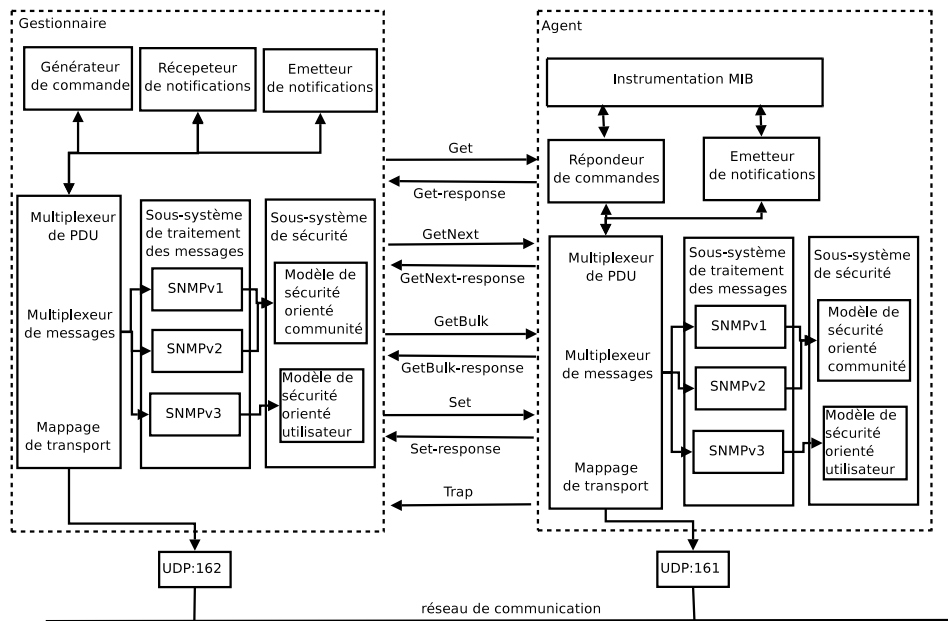 Gestionnaire
Générateur
de commande
Récepeteur
de notifications
Emetteur
de notifications
Multiplexeur
de PDU
Multiplexeur
de messages
Mappage
de transport
Sous-système
de traitement
des messages
SNMPv1
SNMPv2
SNMPv3
Sous-système
de sécurité
Modèle de
sécurité
orienté
communité
Modèle de
sécurité
orienté
utilisateur
UDP:162
Get
Get-response
GetNext
GetNext-response
GetBulk
GetBulk-response
Set
Set-response
Trap
Agent
Instrumentation MIB
Répondeur
de commandes
Emetteur
de notifications
Multiplexeur
de PDU
Multiplexeur
de messages
Mappage
de transport
Sous-système
de traitement
des messages
SNMPv1
SNMPv2
SNMPv3
Sous-système
de sécurité
Modèle de
sécurité
orienté
communité
Modèle de
sécurité
orienté
utilisateur
UDP:161
réseau de communication